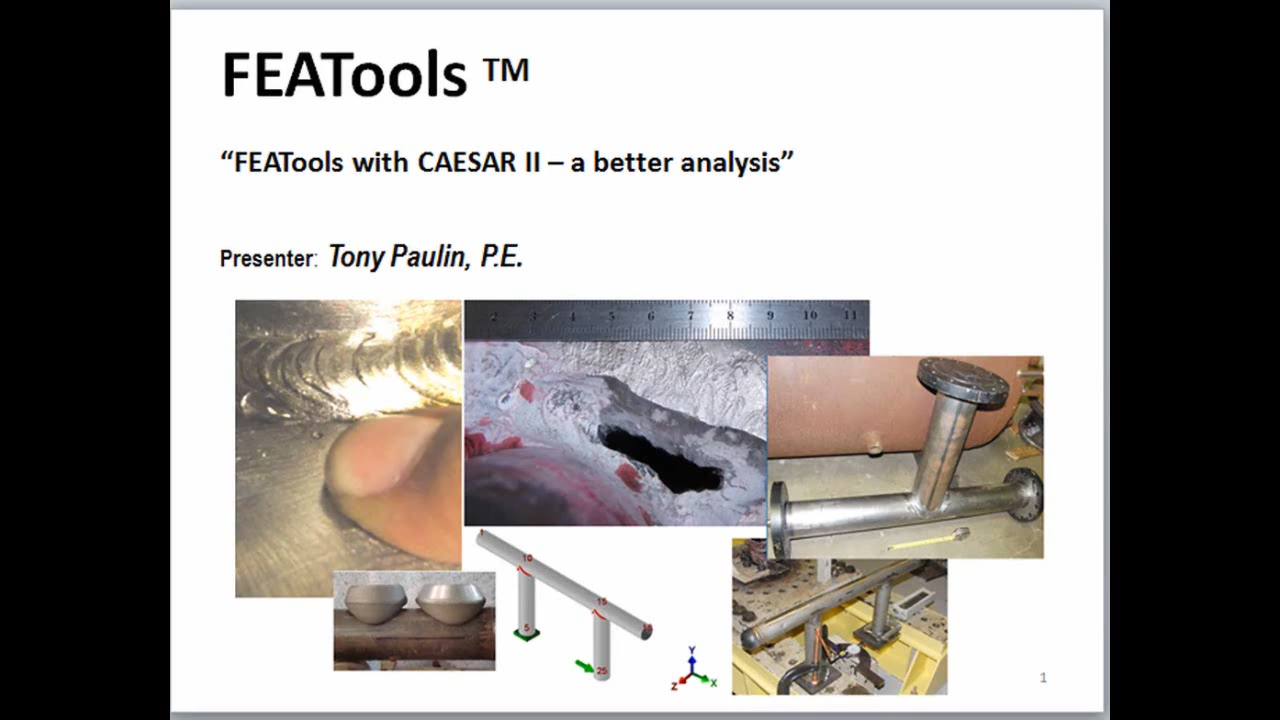 FEATools ™
“FEATools with CAESAR II – a better analysis”
Presenter: Tony Paulin, P.E.
2 3 4 5 6 7 8 9 10 11
10
15
5
25
Y
Z
X
1